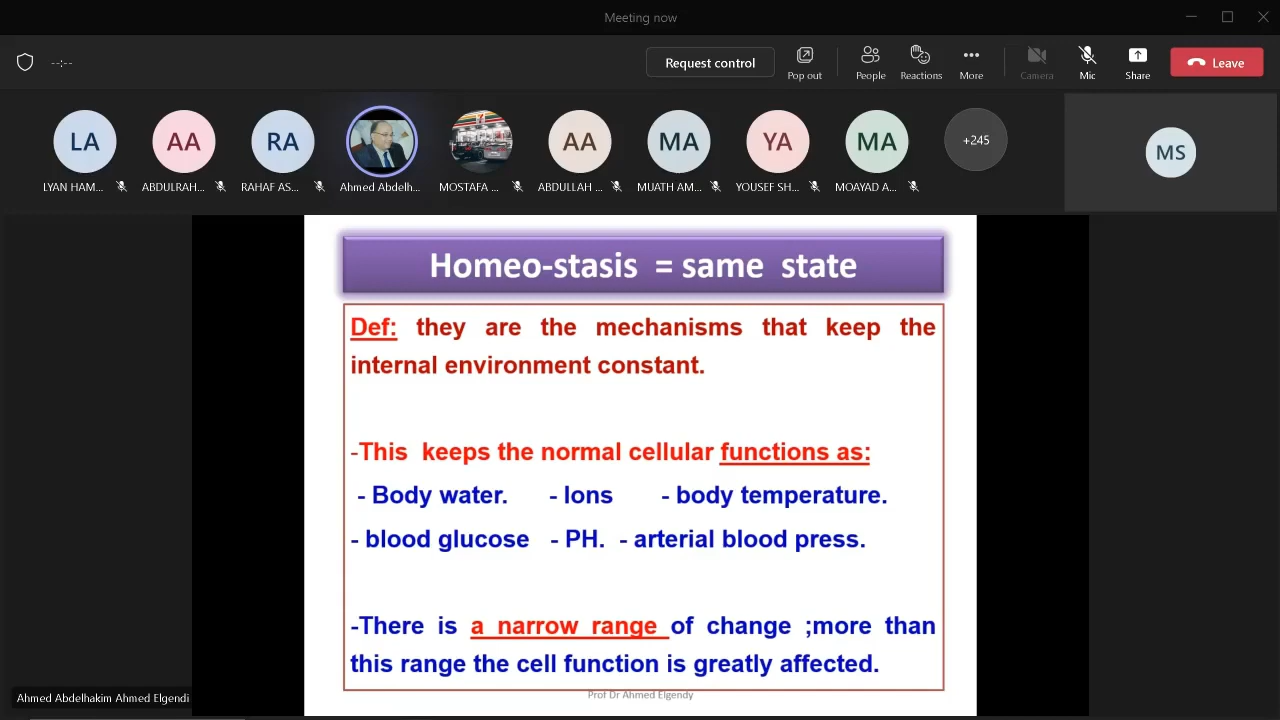 Meeting now
--:--
Request control
Pop out
People
Reactions
More
Camera
Mic
Share
Leave
LA
AA
RA
AA
MA
YA
MA
+245
MS
LYAN HAM...
ABDULRAH...
RAHAF AS...
Ahmed Abdelh...
MOSTAFA ...
ABDULLAH ...
MUATH AM...
YOUSEF SH...
MOAYAD A...
Homeo-stasis = same state
Def: they are the mechanisms that keep the
internal environment constant.
-This keeps the normal cellular functions as:
- Body water. - Ions - body temperature.
- blood glucose - PH. - arterial blood press.
-There is a narrow range of change ;more than
this range the cell function is greatly affected.
Prof Dr Ahmed Elgendy
Ahmed Abdelhakim Ahmed Elgendi